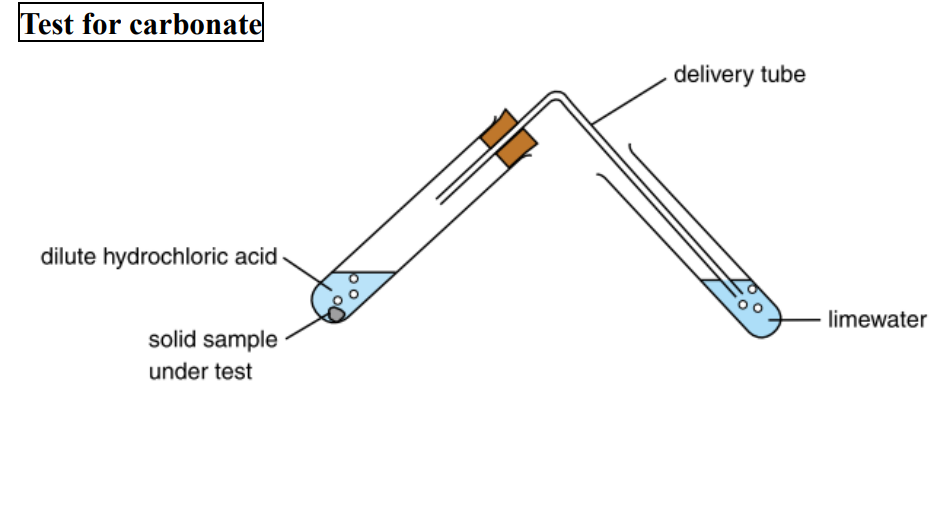 Test for carbonate
delivery tube
dilute hydrochloric acid
limewater
solid sample
under test